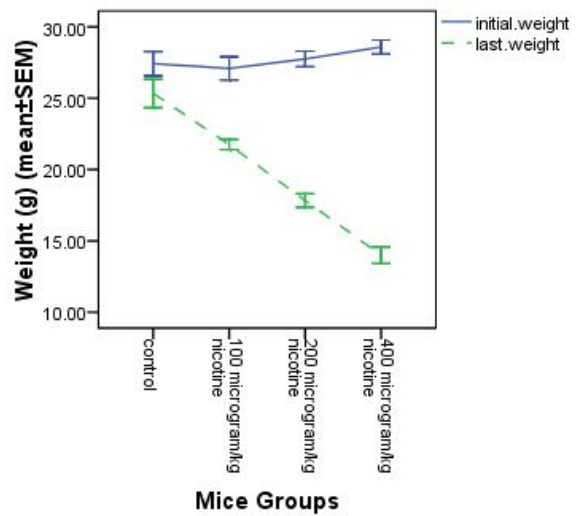 initial.weight
last.weight
Weight (g) (mean±SEM)
30.00
25.00
20.00
15.00
10.00
control
100 microgram/kg
nicotine
200 microgram/kg
nicotine
400 microgram/kg
nicotine
Mice Groups